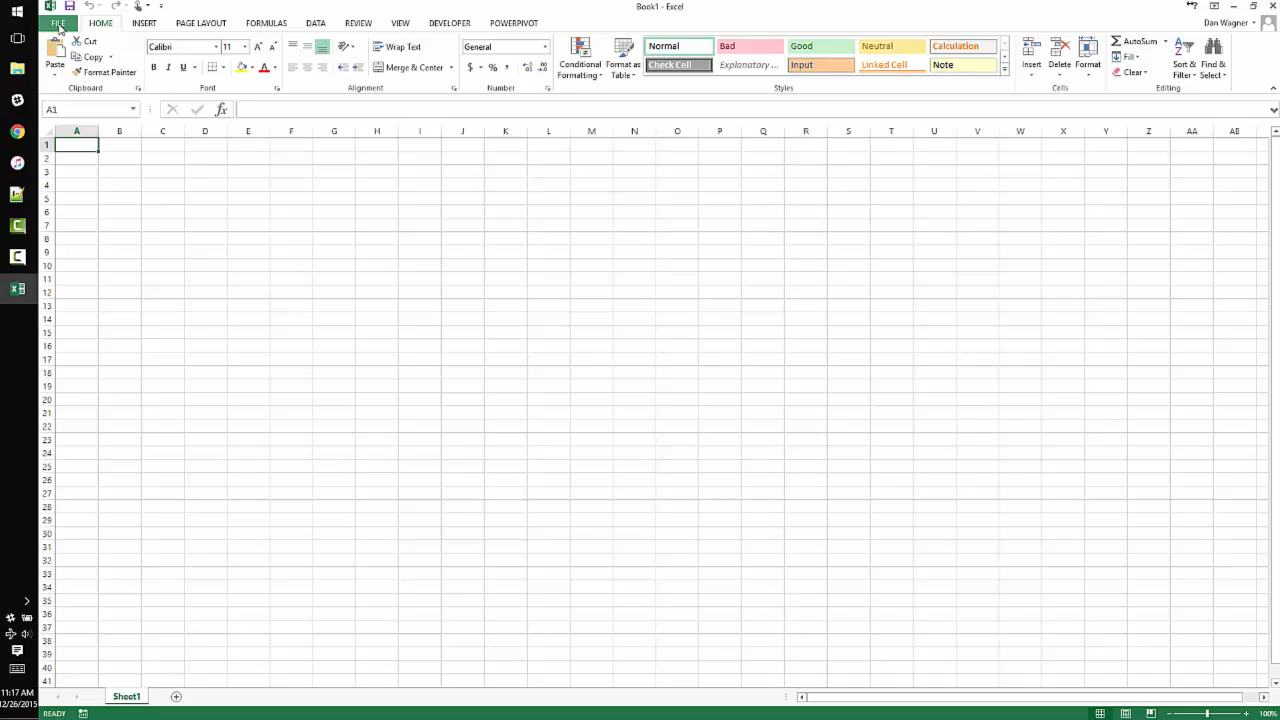 Book1 - Excel
FILE HOME INSERT PAGE LAYOUT FORMULAS DATA REVIEW VIEW DEVELOPER POWERPIVOT Dan Wagner
Paste Cut
Copy
Format Painter
Clipboard
Calibri 11
B I U
Font
Wrap Text
Merge & Center
Alignment
General
$ % ,
Number
Conditional Formatting
Format as Table
Normal Bad Good Neutral Calculation
Check Cell Explanatory ... Input Linked Cell Note
Styles
Insert Delete Format
Cells
AutoSum
Fill
Clear
Sort & Filter
Find & Select
Editing
A1 fx
A B C D E F G H I J K L M N O P Q R S T U V W X Y Z AA AB
1
2
3
4
5
6
7
8
9
10
11
12
13
14
15
16
17
18
19
20
21
22
23
24
25
26
27
28
29
30
31
32
33
34
35
36
37
38
39
40
41
Sheet1
READY 100%
11:17 AM
12/26/2015